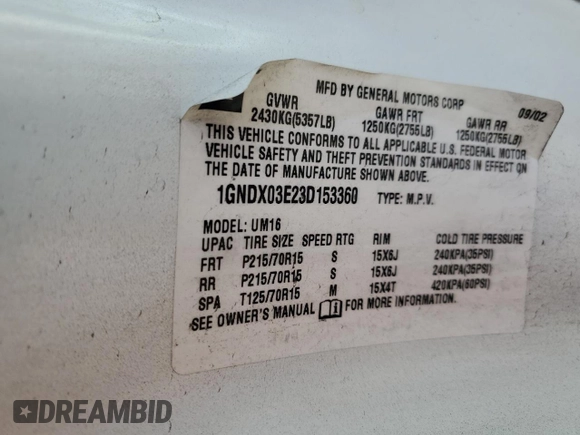 MFD BY GENERAL MOTORS CORP 09/02
GVWR GAWR FRT GAWR RR
2430KG(5357LB) 1250KG(2755LB) 1250KG(2755LB)
THIS VEHICLE CONFORMS TO ALL APPLICABLE U.S. FEDERAL MOTOR
VEHICLE SAFETY AND THEFT PREVENTION STANDARDS IN EFFECT ON
THE DATE OF MANUFACTURE SHOWN ABOVE.
1GNDX03E23D153360 TYPE: M.P.V.
MODEL: UM16
UPAC TIRE SIZE SPEED RTG RIM COLD TIRE PRESSURE
FRT P215/70R15 S 15X6J 240KPA(35PSI)
RR P215/70R15 S 15X6J 240KPA(35PSI)
SPA T125/70R15 M 15X4T 420KPA(60PSI)
SEE OWNER'S MANUAL FOR MORE INFORMATION.
DREAMBID